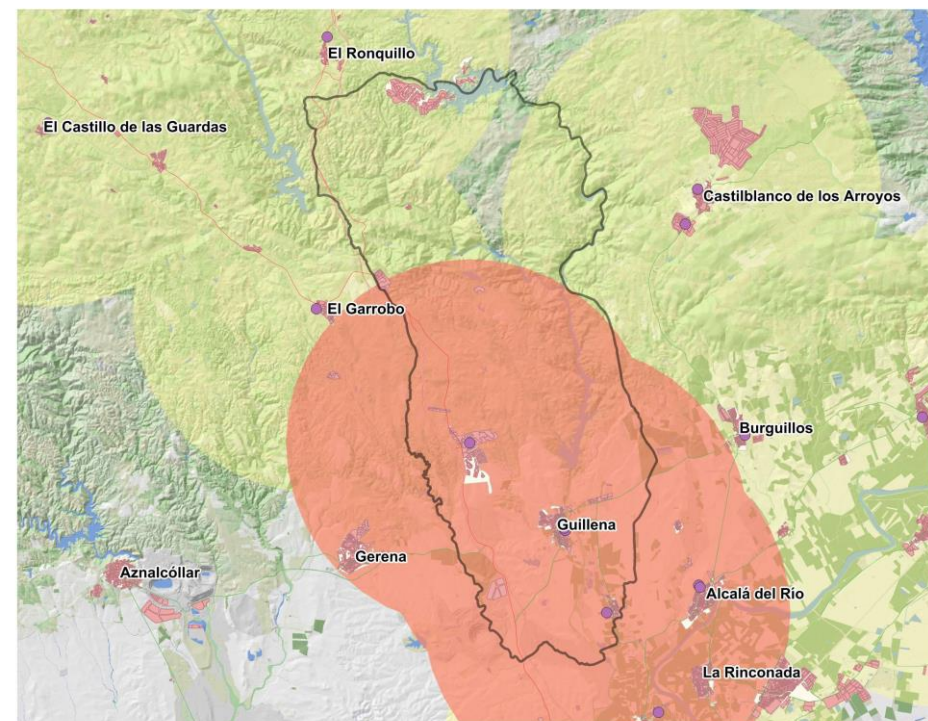 El Ronquillo
El Castillo de las Guardas
Castilblanco de los Arroyos
El Garrobo
Burguillos
Guillena
Gerena
Aznalcóllar
Alcalá del Río
La Rinconada